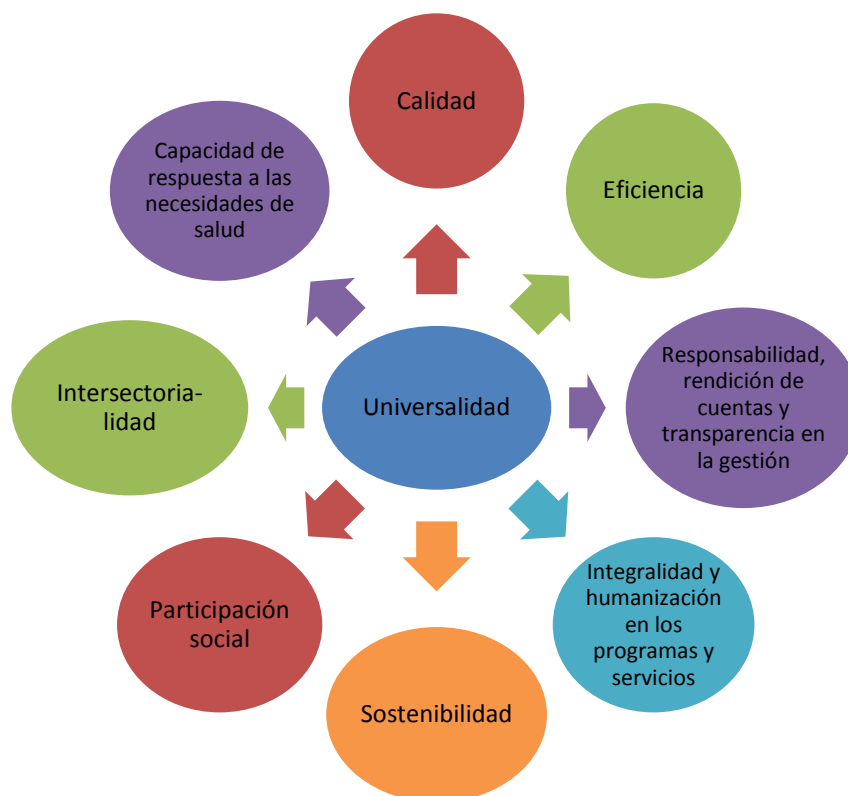 Calidad
Eficiencia
Responsabilidad,
rendición de
cuentas y
transparencia en
la gestión
Integralidad y
humanización
en los
programas y
servicios
Sostenibilidad
Participación
social
Intersectoria-
lidad
Capacidad de
respuesta a las
necesidades de
salud
Universalidad